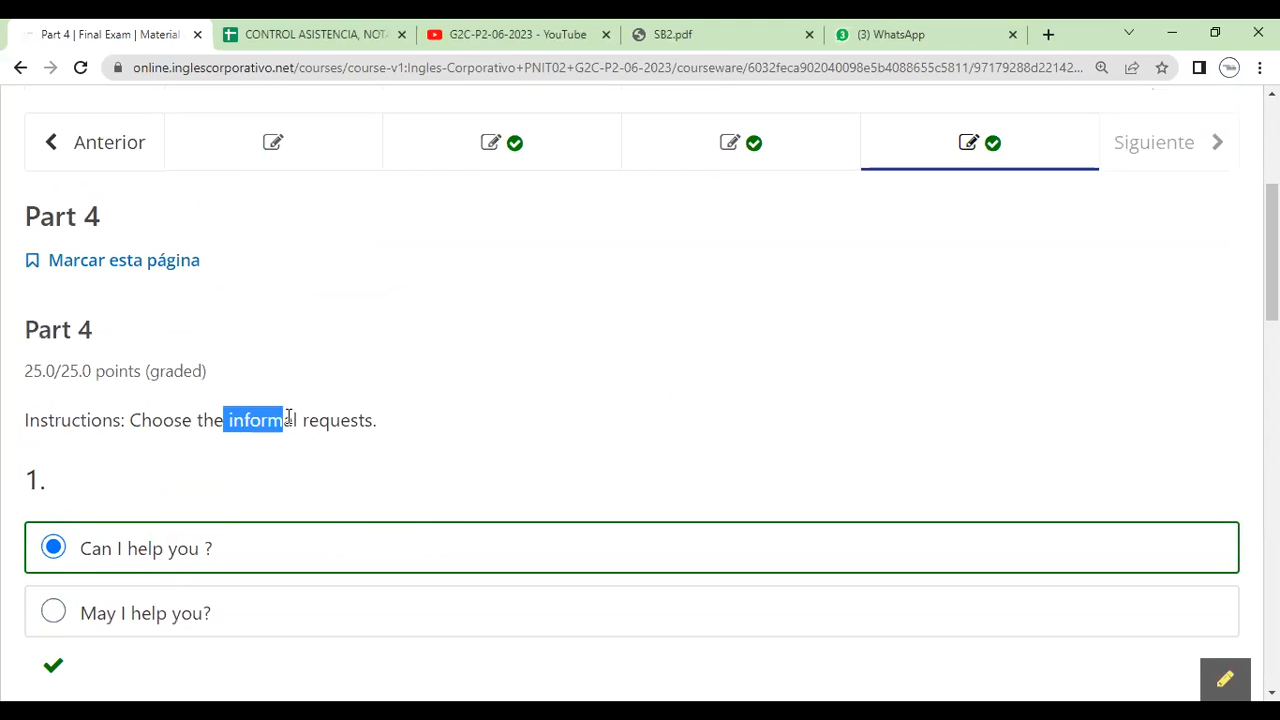 Part 4 | Final Exam | Material
CONTROL ASISTENCIA, NOT
G2C-P2-06-2023 - YouTube
SB2.pdf
(3) WhatsApp
online.inglescorporativo.net/courses/course-v1:Ingles-Corporativo+PNIT02+G2C-P2-06-2023/courseware/6032feca902040098e5b4088655c5811/97179288d22142...
Anterior
Siguiente
Part 4
Marcar esta página
Part 4
25.0/25.0 points (graded)
Instructions: Choose the informal requests.
1.
Can I help you ?
May I help you?